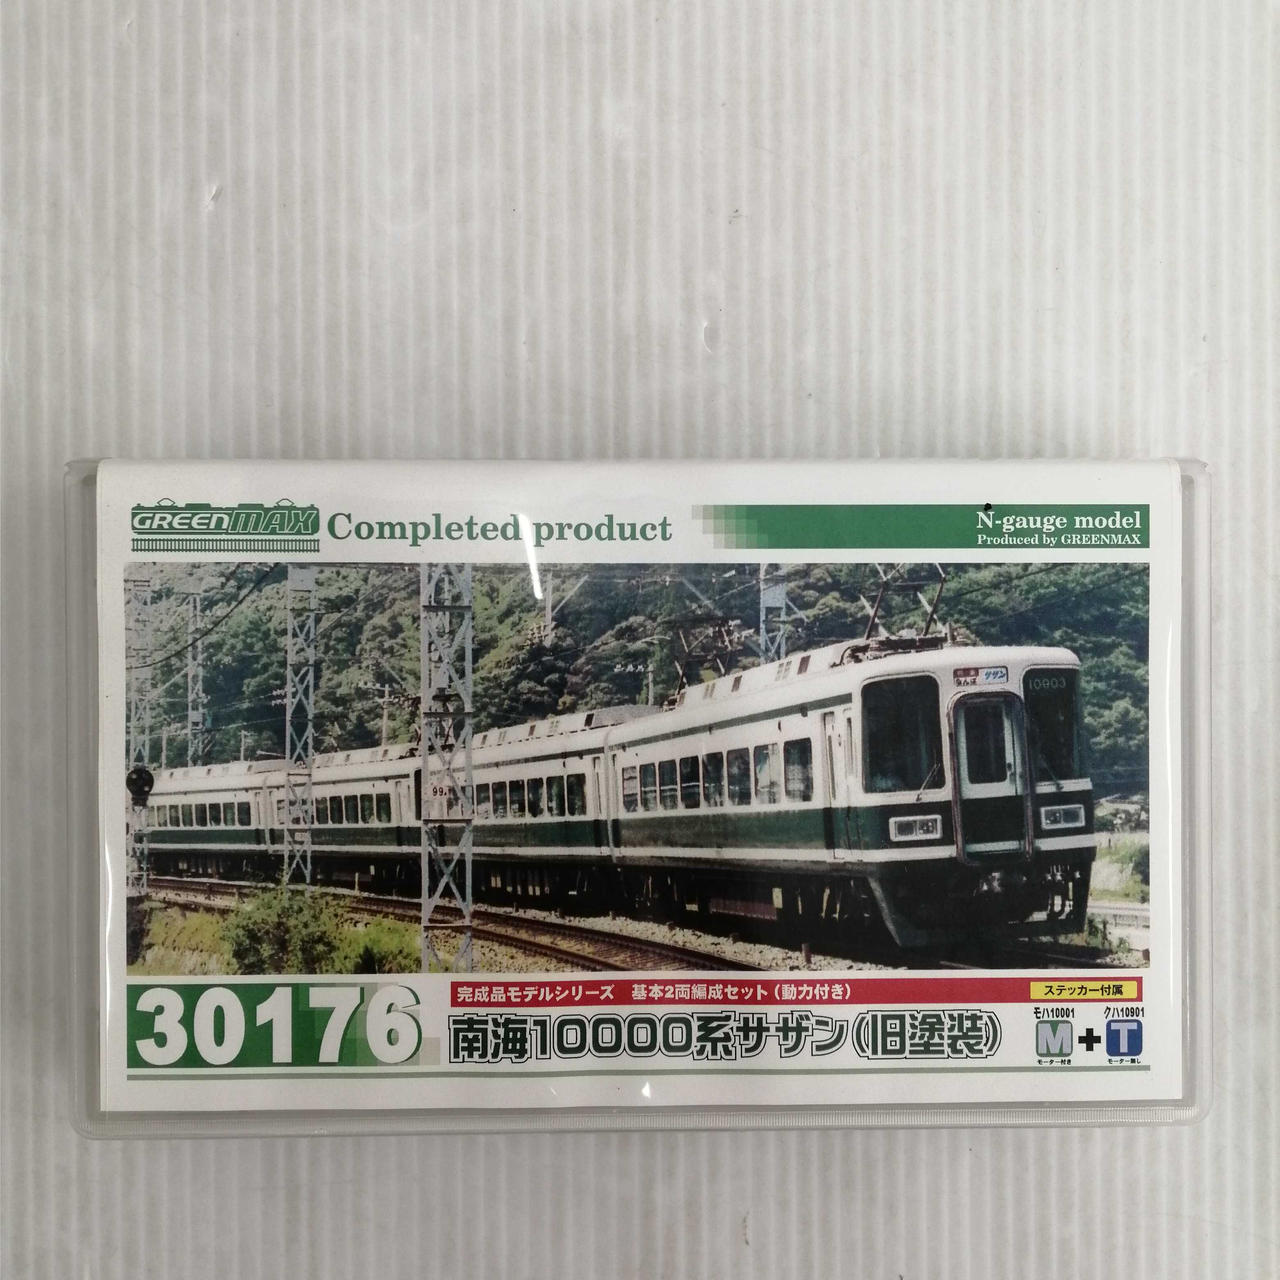 GREENMAX Completed product
N-gauge model
Produced by GREENMAX
なんば サザン
10903
99.
30176
完成品モデルシリーズ 基本2両編成セット(動力付き)
ステッカー付属
南海10000系サザン(旧塗装)
モハ10001 クハ10901
M+T
モーター付き モーター無し